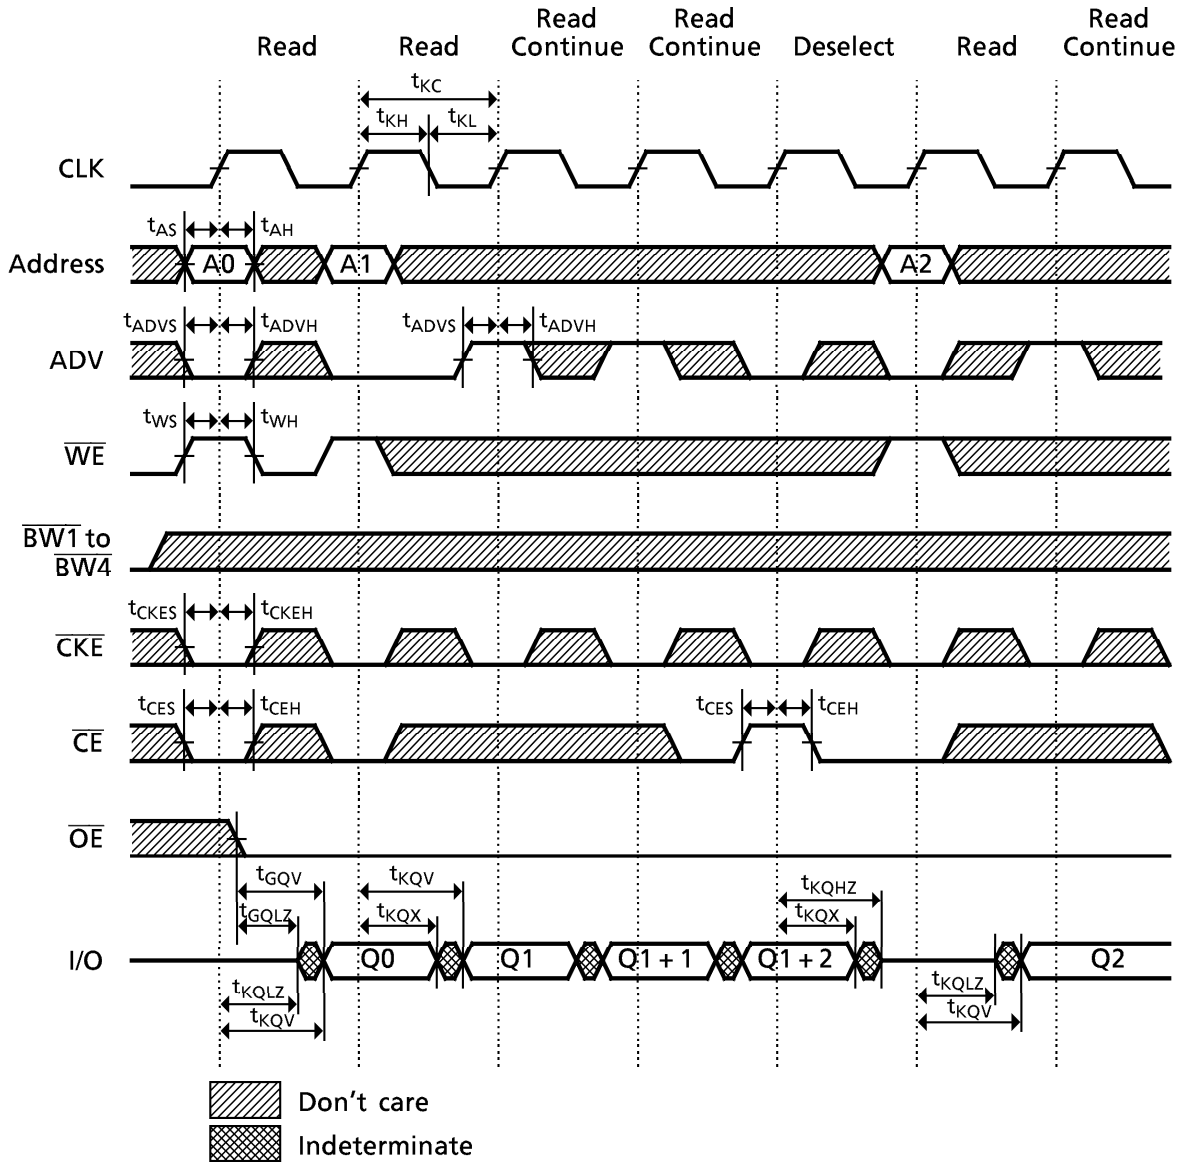 Read
Read
Read
Continue
Read
Continue
Deselect
Read
Read
Continue
tKC
tKH
tKL
CLK
tAS
tAH
Address
A0
A1
A2
tADVS
tADVH
tADVS
tADVH
ADV
tWS
tWH
WE
BW1 to
BW4
tCKES
tCKEH
CKE
tCES
tCEH
tCES
tCEH
CE
OE
tGQV
tKQV
tKQHZ
tGQLZ
tKQX
tKQX
I/O
Q0
Q1
Q1 + 1
Q1 + 2
Q2
tKQLZ
tKQV
tKQLZ
tKQV
Don't care
Indeterminate